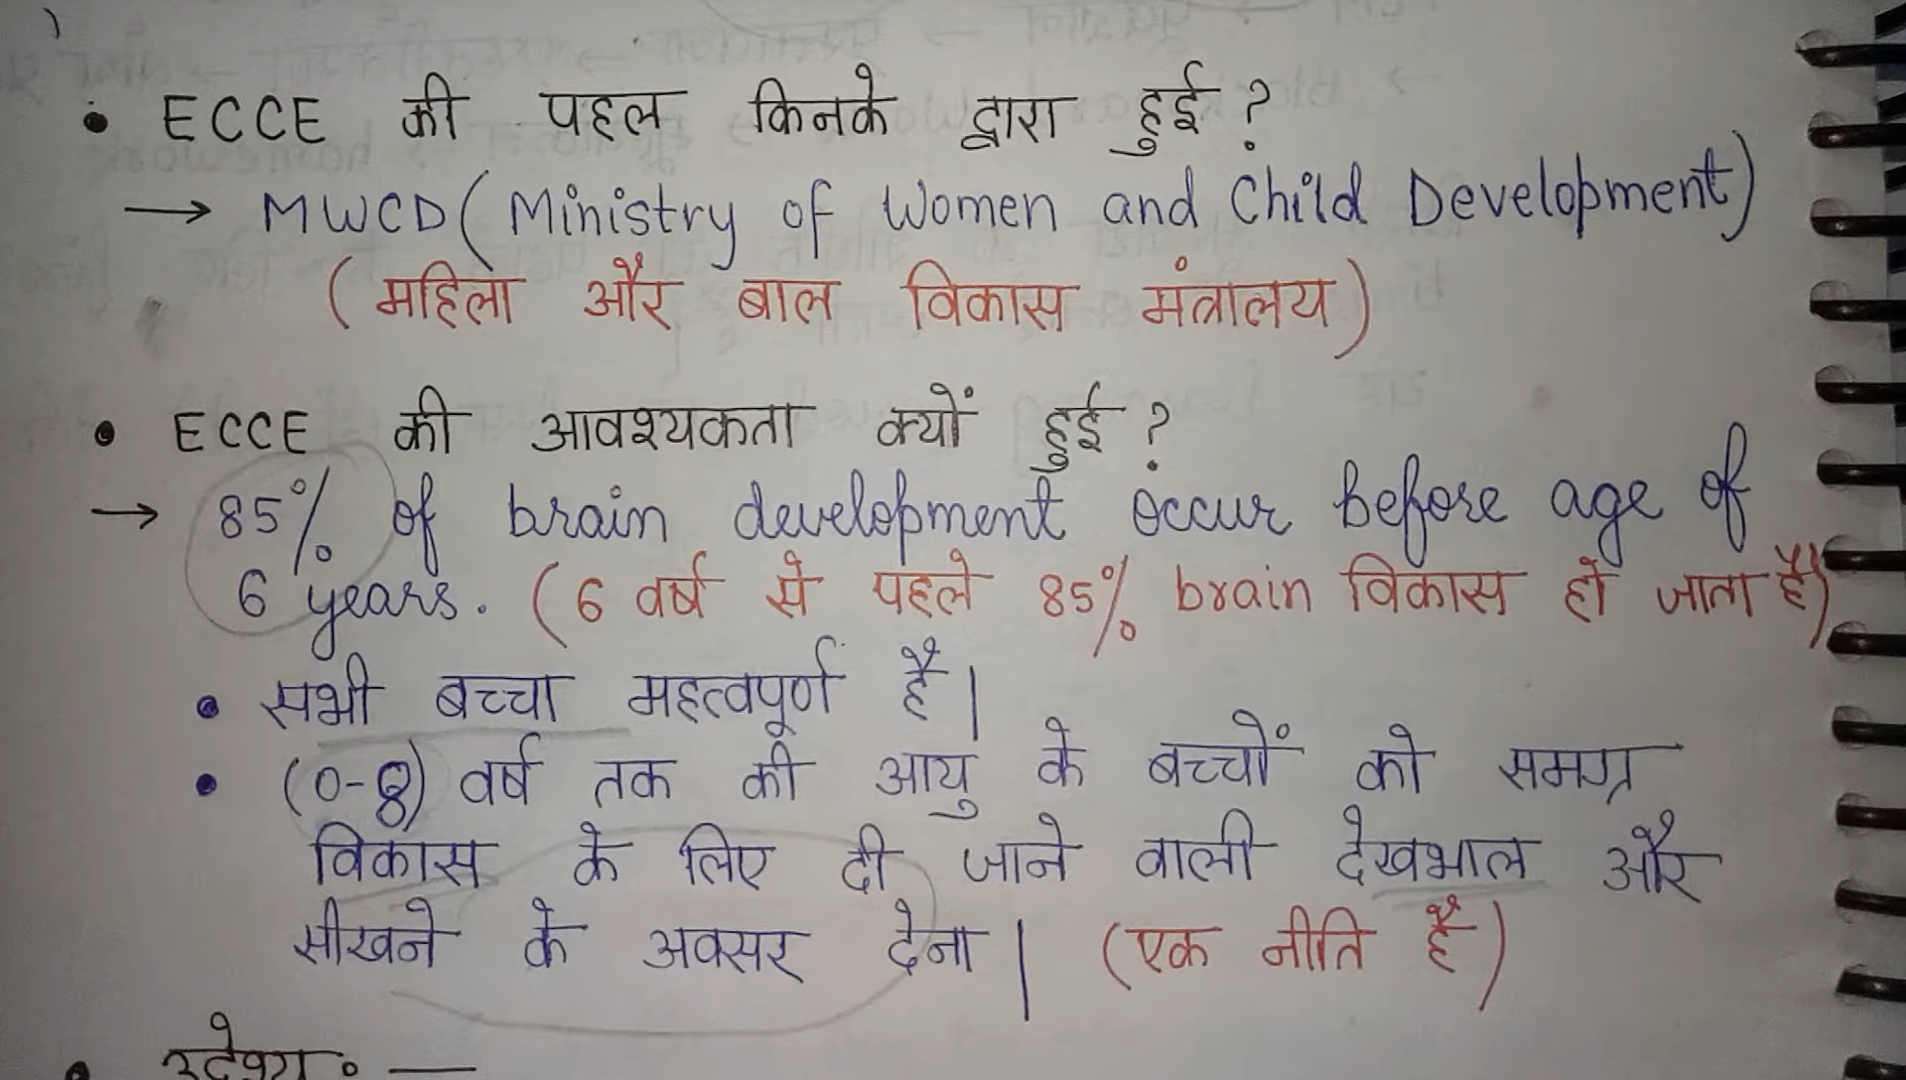 • ECCE की पहल किनके द्वारा हुई ?
→ MWCD (Ministry of Women and Child Development)
( महिला और बाल विकास मंत्रालय )
• ECCE की आवश्यकता क्यों हुई ?
→ 85% of brain development occur before age of
6 years. ( 6 वर्ष से पहले 85% brain विकास हो जाता है)
• सभी बच्चा महत्वपूर्ण है |
• (0-8) वर्ष तक की आयु के बच्चों को समग्र
विकास के लिए दी जाने वाली देखभाल और
सीखने के अवसर देना | (एक नीति है)
• उदेश्य : —